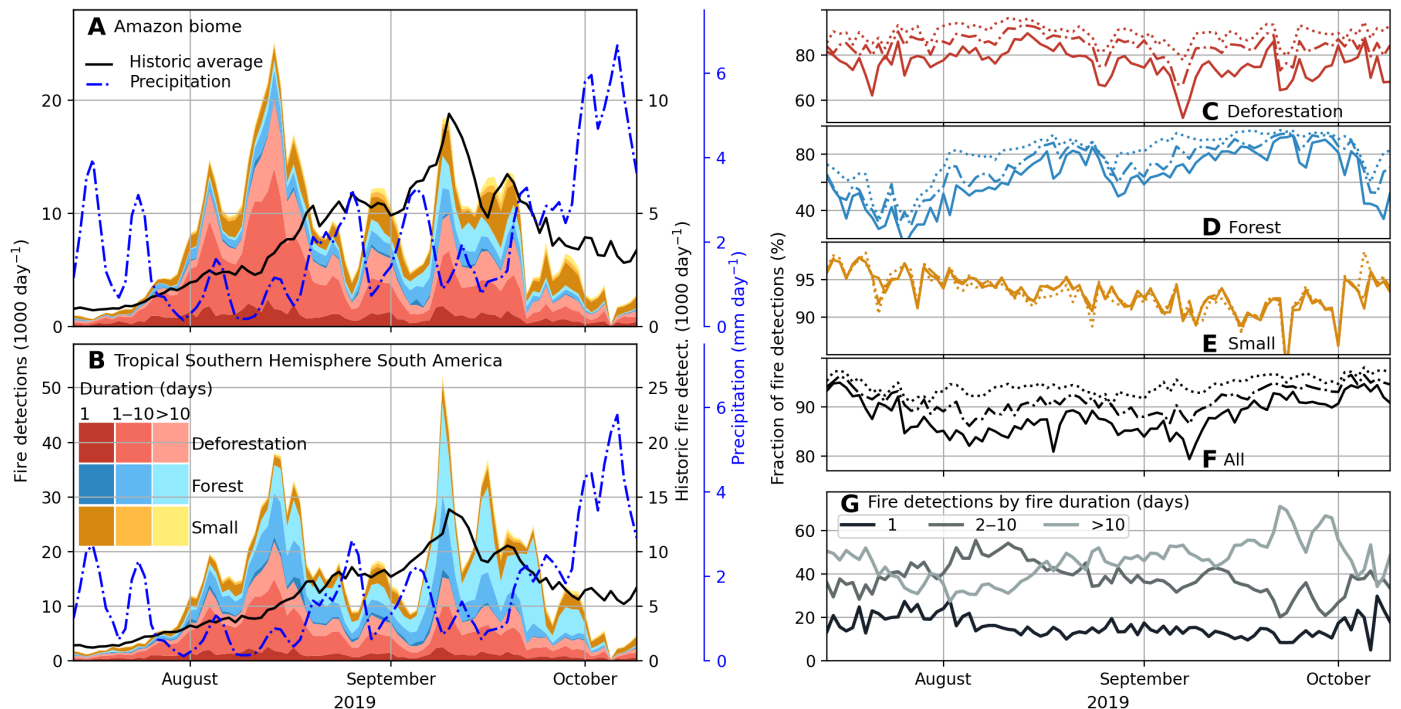 A Amazon biome
Historic average
Precipitation
20
10
0
10
5
0
6
4
2
0
B Tropical Southern Hemisphere South America
Duration (days)
1 1–10 >10
Deforestation
Forest
Small
50
40
30
20
10
0
25
20
15
10
5
0
6
4
2
0
August September October
2019
Fire detections (1000 day−1)
Historic fire detect. (1000 day−1)
Precipitation (mm day−1)
Fraction of fire detections (%)
80
60
C Deforestation
80
40
D Forest
95
90
E Small
90
80
F All
G Fire detections by fire duration (days)
1 2–10 >10
60
40
20
0
August September October
2019